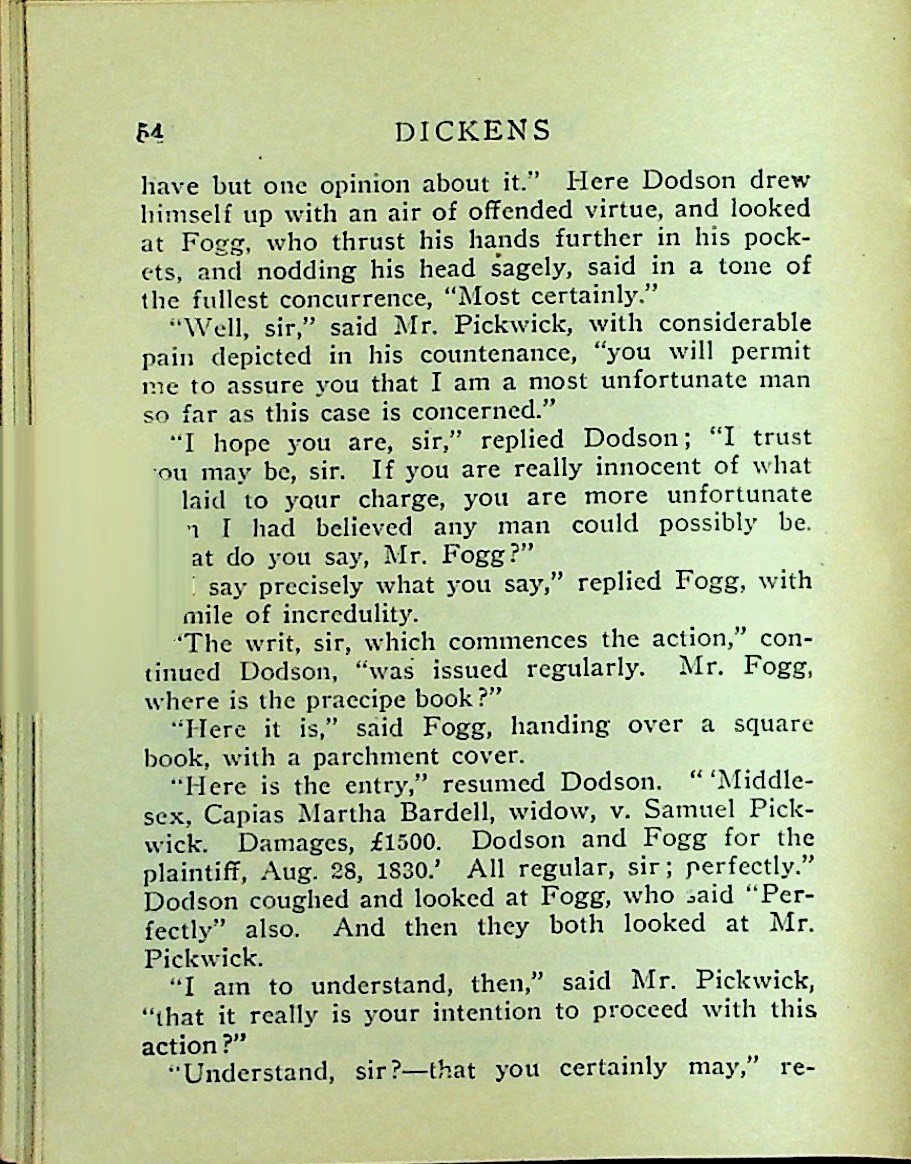 54 DICKENS
have but one opinion about it.” Here Dodson drew
himself up with an air of offended virtue, and looked
at Fogg, who thrust his hands further in his pock-
ets, and nodding his head sagely, said in a tone of
the fullest concurrence, “Most certainly.”
“Well, sir,” said Mr. Pickwick, with considerable
pain depicted in his countenance, “you will permit
me to assure you that I am a most unfortunate man
so far as this case is concerned.”
“I hope you are, sir,” replied Dodson; “I trust
ou may be, sir. If you are really innocent of what
laid to your charge, you are more unfortunate
I had believed any man could possibly be.
at do you say, Mr. Fogg?”
say precisely what you say,” replied Fogg, with
mile of incredulity.
‘The writ, sir, which commences the action,” con-
tinued Dodson, “was issued regularly. Mr. Fogg,
where is the praecipe book?”
“Here it is,” said Fogg, handing over a square
book, with a parchment cover.
“Here is the entry,” resumed Dodson. “ ‘Middle-
sex, Capias Martha Bardell, widow, v. Samuel Pick-
wick. Damages, £1500. Dodson and Fogg for the
plaintiff, Aug. 28, 1830.’ All regular, sir; perfectly.”
Dodson coughed and looked at Fogg, who said “Per-
fectly” also. And then they both looked at Mr.
Pickwick.
“I am to understand, then,” said Mr. Pickwick,
“that it really is your intention to proceed with this
action?”
“Understand, sir?—that you certainly may,” re-